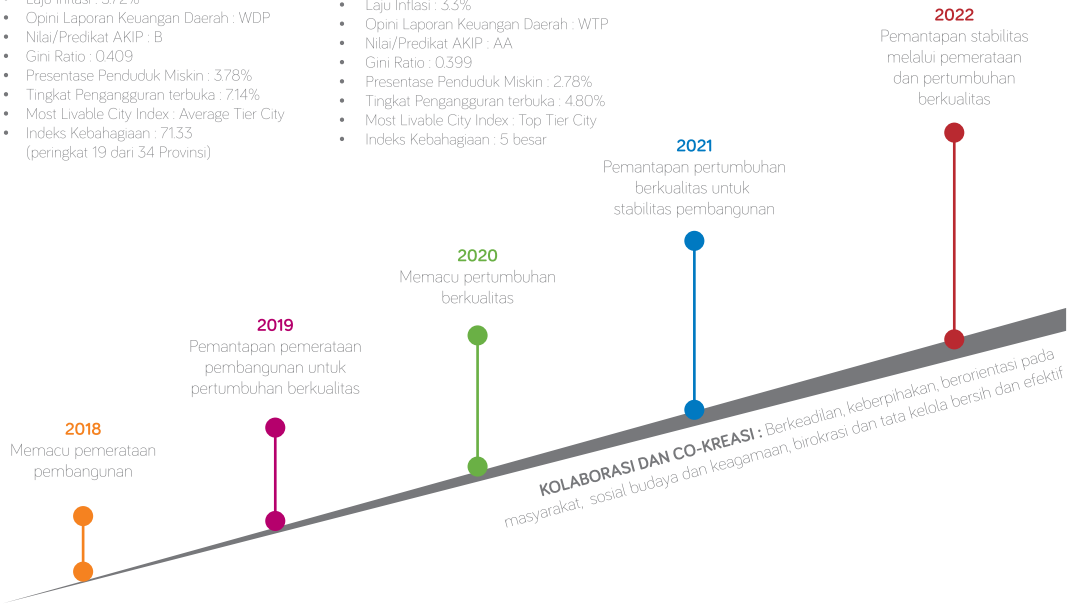 Opini Laporan Keuangan Daerah : WDP
Nilai/Predikat AKIP : B
Gini Ratio : 0.409
Presentase Penduduk Miskin : 3.78%
Tingkat Pengangguran terbuka : 7.14%
Most Livable City Index : Average Tier City
Indeks Kebahagiaan : 71.33
(peringkat 19 dari 34 Provinsi)
Laju Inflasi : 3.3%
Opini Laporan Keuangan Daerah : WTP
Nilai/Predikat AKIP : AA
Gini Ratio : 0.399
Presentase Penduduk Miskin : 2.78%
Tingkat Pengangguran terbuka : 4.80%
Most Livable City Index : Top Tier City
Indeks Kebahagiaan : 5 besar
2022
Pemantapan stabilitas
melalui pemerataan
dan pertumbuhan
berkualitas
2021
Pemantapan pertumbuhan
berkualitas untuk
stabilitas pembangunan
2020
Memacu pertumbuhan
berkualitas
2019
Pemantapan pemerataan
pembangunan untuk
pertumbuhan berkualitas
2018
Memacu pemerataan
pembangunan
KOLABORASI DAN CO-KREASI : Berkeadilan, keberpihakan, berorientasi pada
masyarakat, sosial budaya dan keagamaan, birokrasi dan tata kelola bersih dan efektif